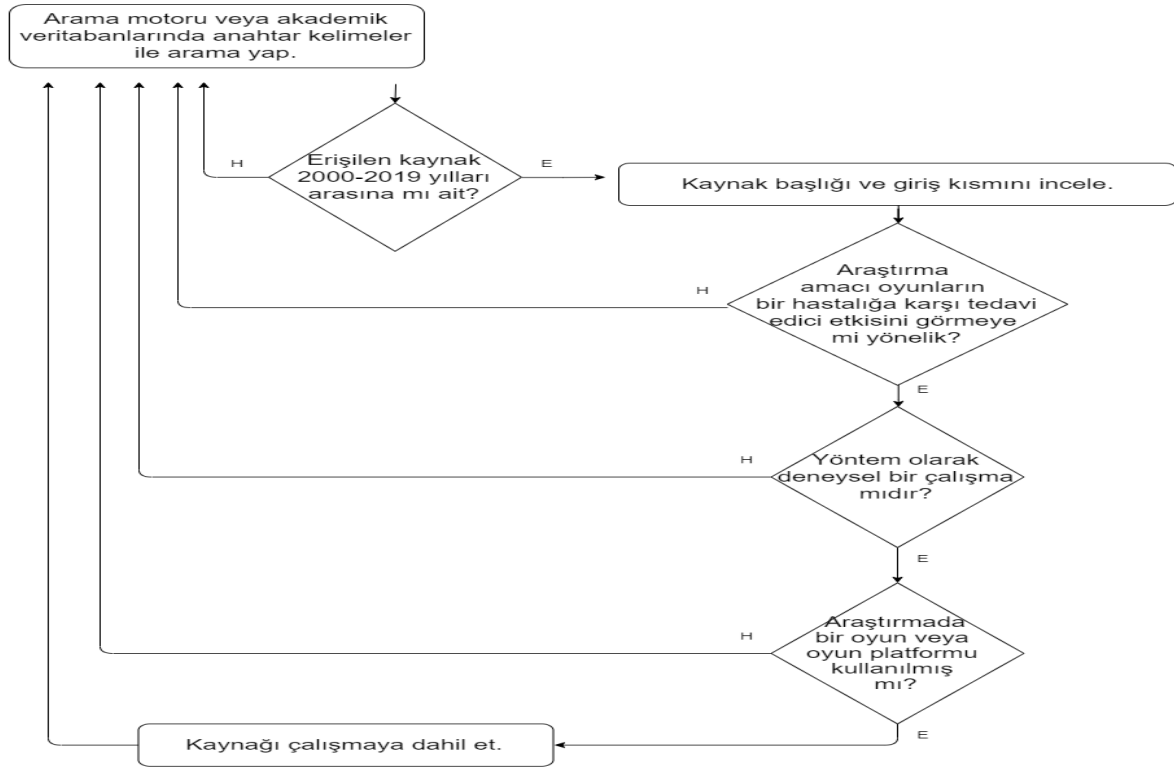 Arama motoru veya akademik
veritabanlarında anahtar kelimeler
ile arama yap.
H
Erişilen kaynak
2000-2019 yılları
arasına mı ait?
E
Kaynak başlığı ve giriş kısmını incele.
H
Araştırma
amacı oyunların
bir hastalığa karşı tedavi
edici etkisini görmeye
mi yönelik?
E
H
Yöntem olarak
deneysel bir çalışma
mıdır?
E
H
Araştırmada
bir oyun veya
oyun platformu
kullanılmış
mı?
E
Kaynağı çalışmaya dahil et.